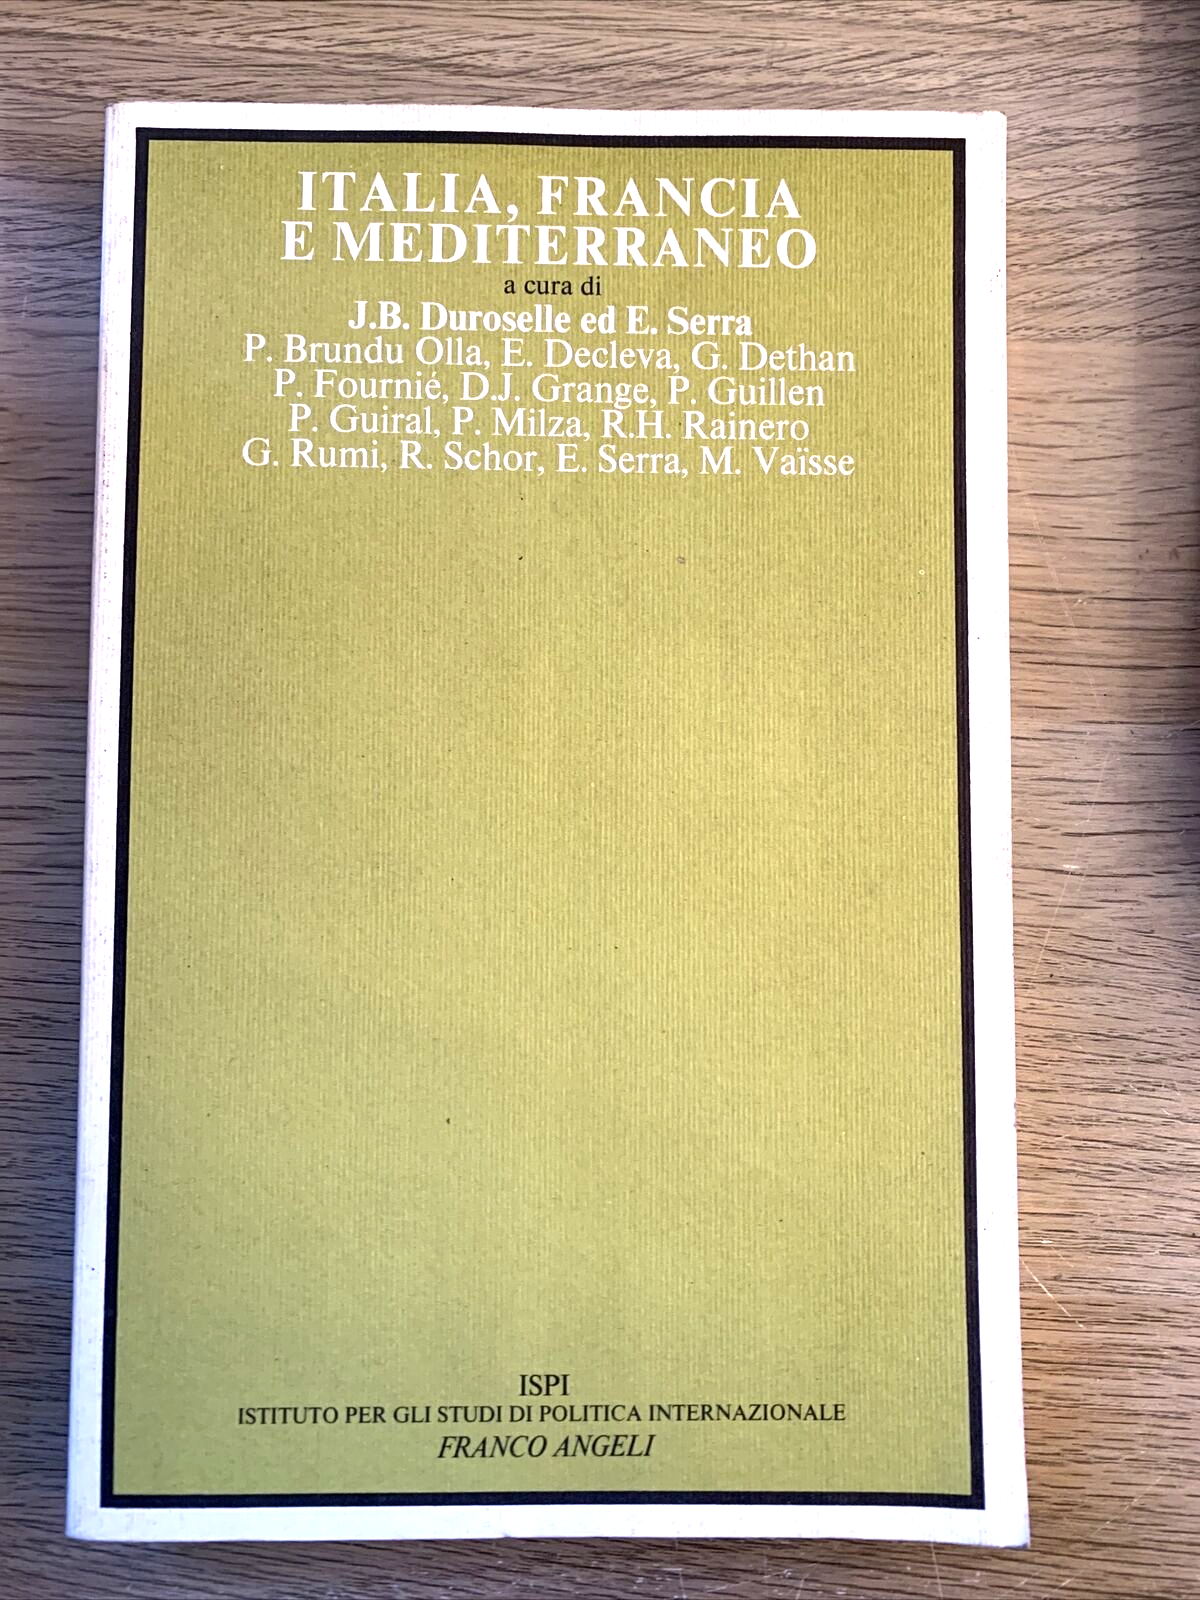 ITALIA, FRANCIA
E MEDITERRANEO
a cura di
J.B. Duroselle ed E. Serra
P. Brundu Olla, E. Decleva, G. Dethan
P. Fournié, D.J. Grange, P. Guillen
P. Guiral, P. Milza, R.H. Rainero
G. Rumi, R. Schor, E. Serra, M. Vaïsse
ISPI
ISTITUTO PER GLI STUDI DI POLITICA INTERNAZIONALE
FRANCO ANGELI